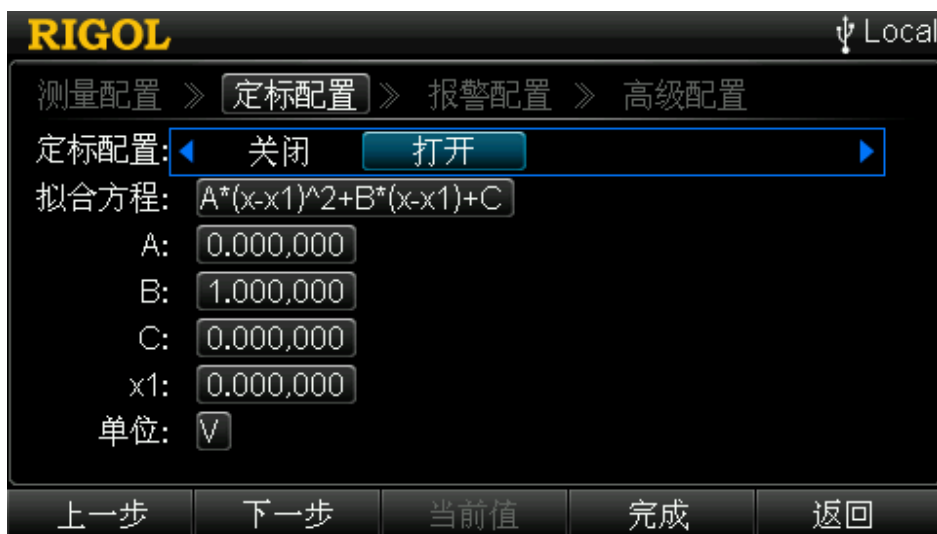 RIGOL Local
测量配置 》 定标配置 》 报警配置 》 高级配置
定标配置: 关闭 打开
拟合方程: A*(x-x1)^2+B*(x-x1)+C
A: 0.000,000
B: 1.000,000
C: 0.000,000
x1: 0.000,000
单位: V
上一步 下一步 当前值 完成 返回